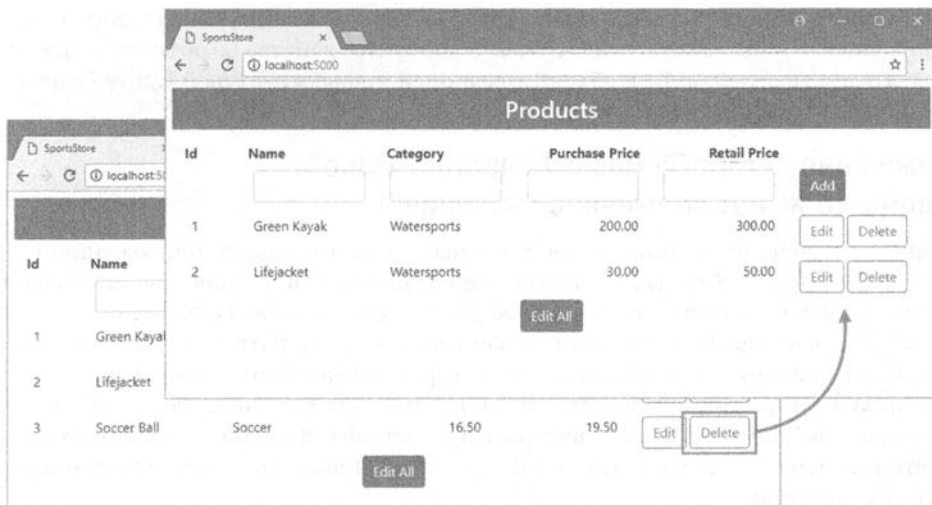 SportsStore
localhost:5000
Products
Id Name Category Purchase Price Retail Price
Add
1 Green Kayak Watersports 200.00 300.00 Edit Delete
2 Lifejacket Watersports 30.00 50.00 Edit Delete
Edit All
SportsStore
localhost:50
Id Name
1 Green Kayak
2 Lifejacket
3 Soccer Ball Soccer 16.50 19.50 Edit Delete
Edit All